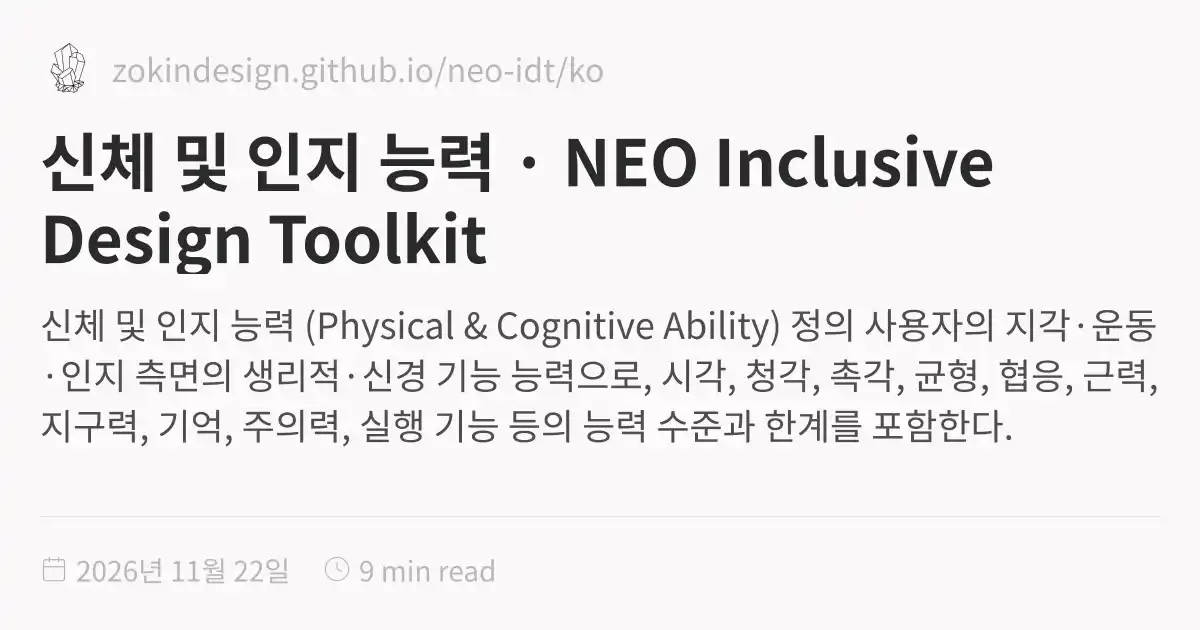 zokindesign.github.io/neo-idt/ko
신체 및 인지 능력 · NEO Inclusive
Design Toolkit
신체 및 인지 능력 (Physical & Cognitive Ability) 정의 사용자의 지각·운동
·인지 측면의 생리적·신경 기능 능력으로, 시각, 청각, 촉각, 균형, 협응, 근력,
지구력, 기억, 주의력, 실행 기능 등의 능력 수준과 한계를 포함한다.
2026년 11월 22일 9 min read